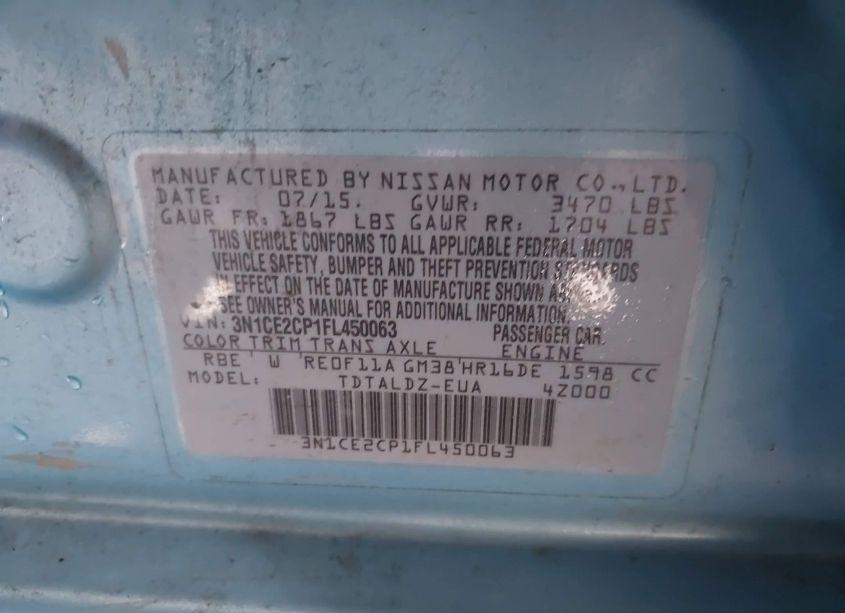 MANUFACTURED BY NISSAN MOTOR CO., LTD.
DATE: 07/15. GVWR: 3470 LBS
GAWR FR: 1867 LBS GAWR RR: 1704 LBS
THIS VEHICLE CONFORMS TO ALL APPLICABLE FEDERAL MOTOR
VEHICLE SAFETY, BUMPER AND THEFT PREVENTION STANDARDS
IN EFFECT ON THE DATE OF MANUFACTURE SHOWN
SEE OWNER'S MANUAL FOR ADDITIONAL INFORMATION.
VIN: 3N1CE2CP1FL450063 PASSENGER CAR.
COLOR TRIM TRANS AXLE ENGINE
RBE W RE0F11A GM38 HR16DE 1598 CC
MODEL: TDTALDZ-EUA 4Z000
3N1CE2CP1FL450063